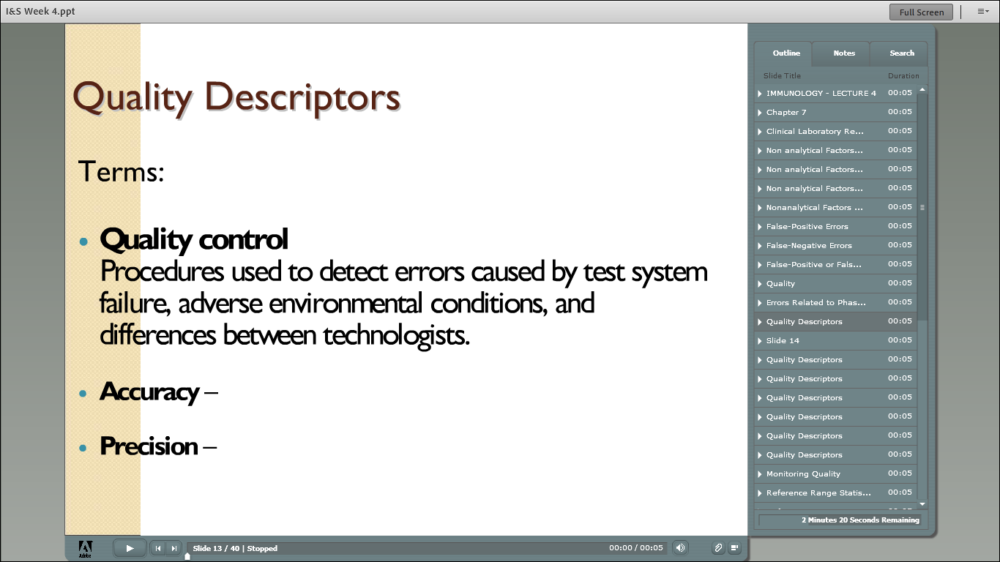 I&S Week 4.ppt
Full Screen
Quality Descriptors
Terms:
• Quality control
Procedures used to detect errors caused by test system
failure, adverse environmental conditions, and
differences between technologists.
• Accuracy –
• Precision –
Outline Notes Search
Slide Title Duration
IMMUNOLOGY - LECTURE 4 00:05
Chapter 7 00:05
Clinical Laboratory Re... 00:05
Non analytical Factors... 00:05
Non analytical Factors... 00:05
Non analytical Factors... 00:05
Nonanalytical Factors ... 00:05
False-Positive Errors 00:05
False-Negative Errors 00:05
False-Positive or Fals... 00:05
Quality 00:05
Errors Related to Phas... 00:05
Quality Descriptors 00:05
Slide 14 00:05
Quality Descriptors 00:05
Quality Descriptors 00:05
Quality Descriptors 00:05
Quality Descriptors 00:05
Quality Descriptors 00:05
Quality Descriptors 00:05
Monitoring Quality 00:05
Reference Range Statis... 00:05
2 Minutes 20 Seconds Remaining
Adobe
Slide 13 / 40 | Stopped 00:00 / 00:05